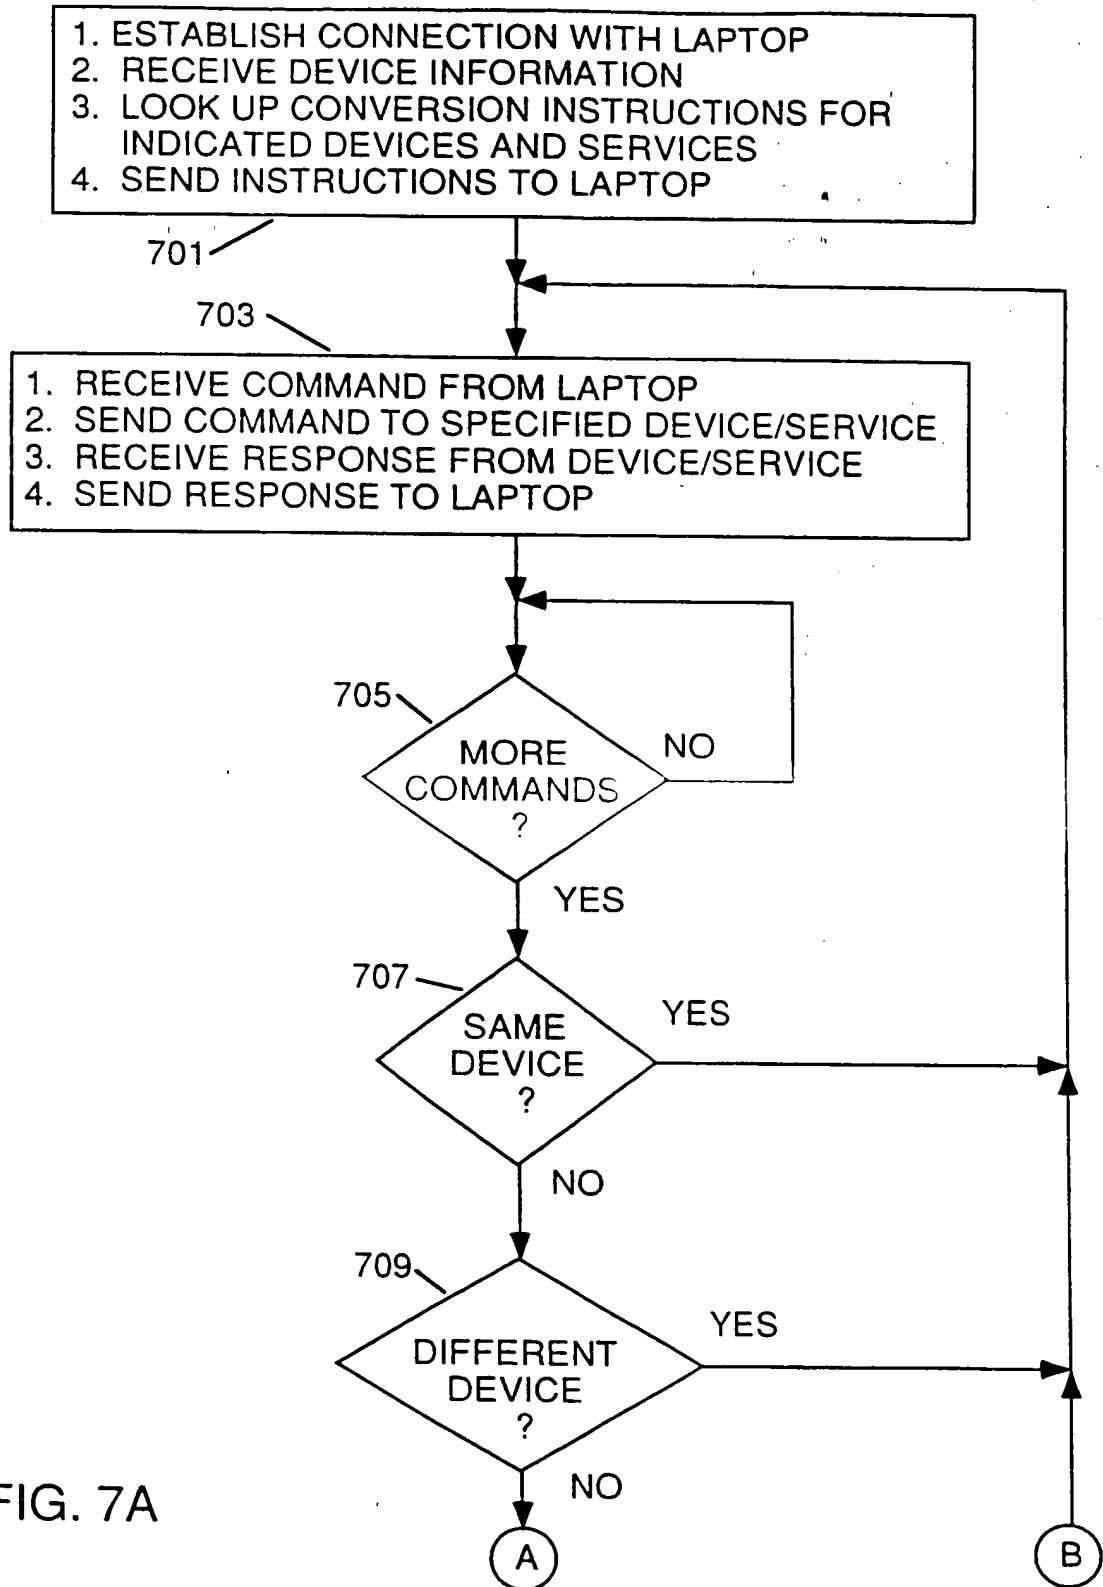 1. ESTABLISH CONNECTION WITH LAPTOP
2. RECEIVE DEVICE INFORMATION
3. LOOK UP CONVERSION INSTRUCTIONS FOR
INDICATED DEVICES AND SERVICES
4. SEND INSTRUCTIONS TO LAPTOP
701
703
1. RECEIVE COMMAND FROM LAPTOP
2. SEND COMMAND TO SPECIFIED DEVICE/SERVICE
3. RECEIVE RESPONSE FROM DEVICE/SERVICE
4. SEND RESPONSE TO LAPTOP
705
MORE
COMMANDS
?
NO
YES
707
SAME
DEVICE
?
YES
NO
709
DIFFERENT
DEVICE
?
YES
NO
FIG. 7A
A
B